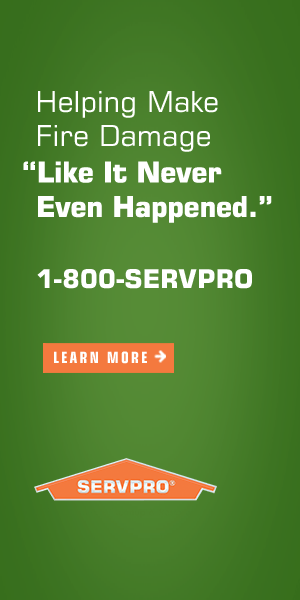 Helping Make
Fire Damage
“Like It Never
Even Happened.”
1-800-SERVPRO
LEARN MORE
SERVPRO®